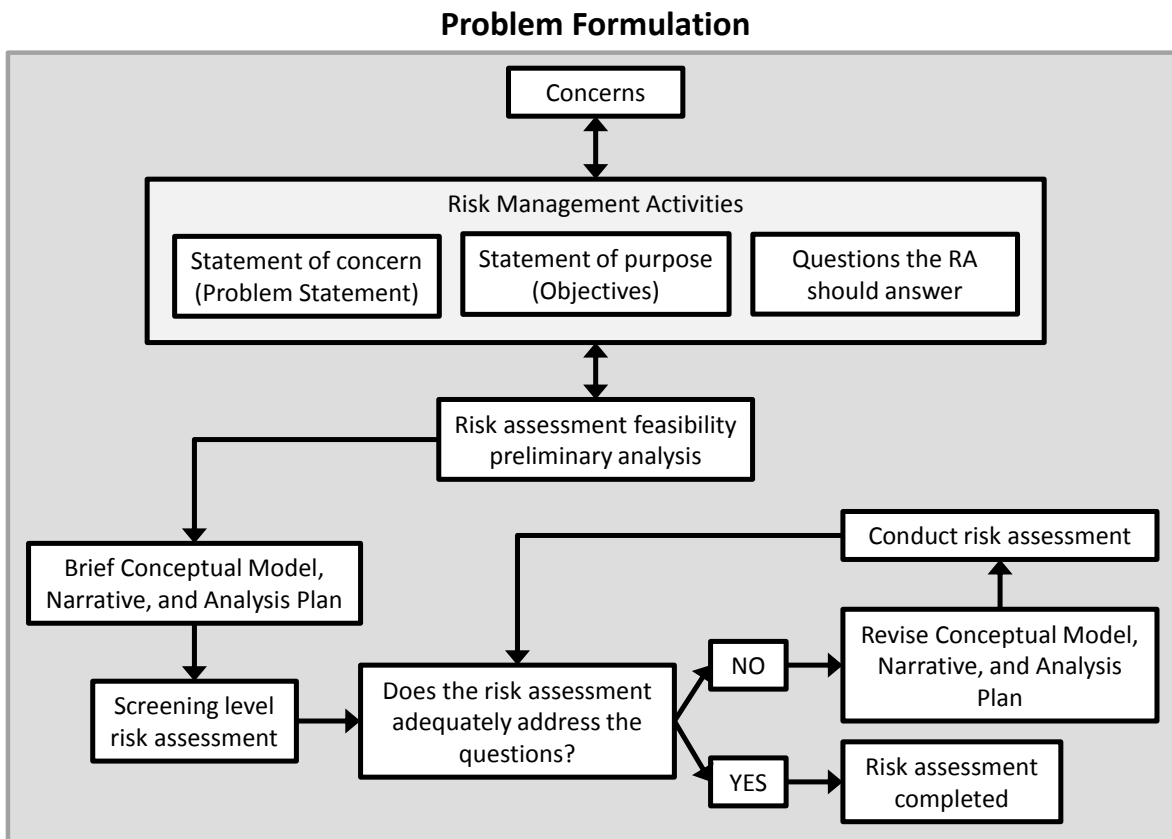 Problem Formulation
Concerns
Risk Management Activities
Statement of concern
(Problem Statement)
Statement of purpose
(Objectives)
Questions the RA
should answer
Risk assessment feasibility
preliminary analysis
Brief Conceptual Model,
Narrative, and Analysis Plan
Screening level
risk assessment
Does the risk assessment
adequately address the
questions?
NO
YES
Conduct risk assessment
Revise Conceptual Model,
Narrative, and Analysis
Plan
Risk assessment
completed